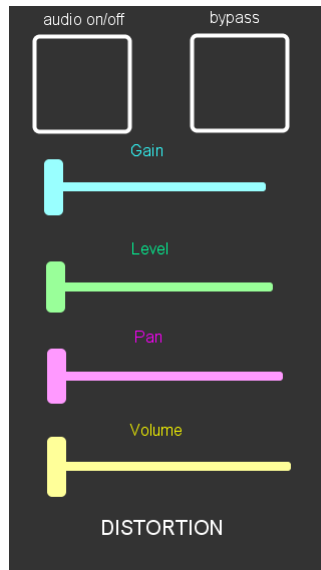 audio on/off bypass
Gain
Level
Pan
Volume
DISTORTION